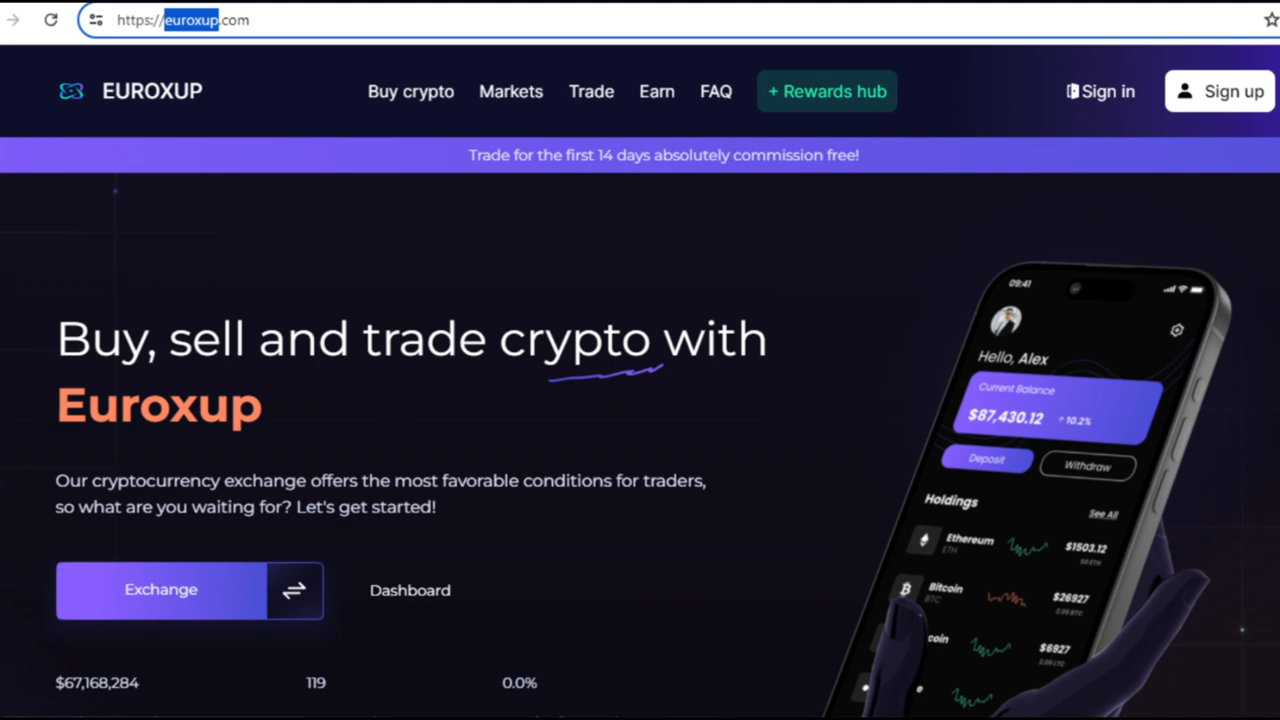 https://euroxup.com
EUROXUP
Buy crypto Markets Trade Earn FAQ + Rewards hub Sign in Sign up
Trade for the first 14 days absolutely commission free!
Buy, sell and trade crypto with
Euroxup
Our cryptocurrency exchange offers the most favorable conditions for traders,
so what are you waiting for? Let's get started!
Exchange Dashboard
$67,168,284 119 0.0%
09:41
Hello, Alex
Current Balance
$87,430.12 ↑ 10.2%
Deposit Withdraw
Holdings See All
Ethereum $1503.12
ETH
Bitcoin $26927
BTC
coin $6927